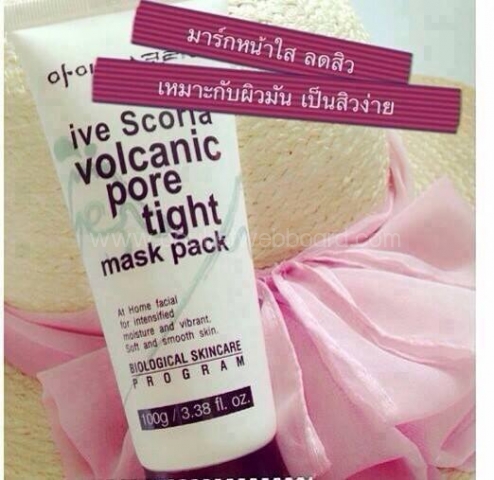 มาร์กหน้าใส ลดสิว
เหมาะกับผิวมัน เป็นสิวง่าย
ive Scoria
volcanic
pore
tight
mask pack
At Home facial
for intensified
moisture and vibrant.
Soft and smooth skin.
BIOLOGICAL SKINCARE
PROGRAM
100g / 3.38 fl. oz.